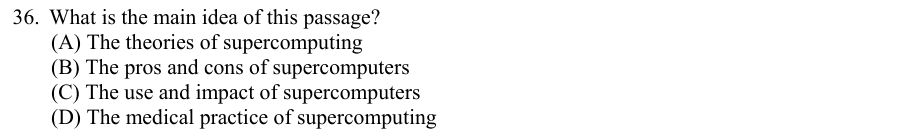 36. What is the main idea of this passage?
(A) The theories of supercomputing
(B) The pros and cons of supercomputers
(C) The use and impact of supercomputers
(D) The medical practice of supercomputing